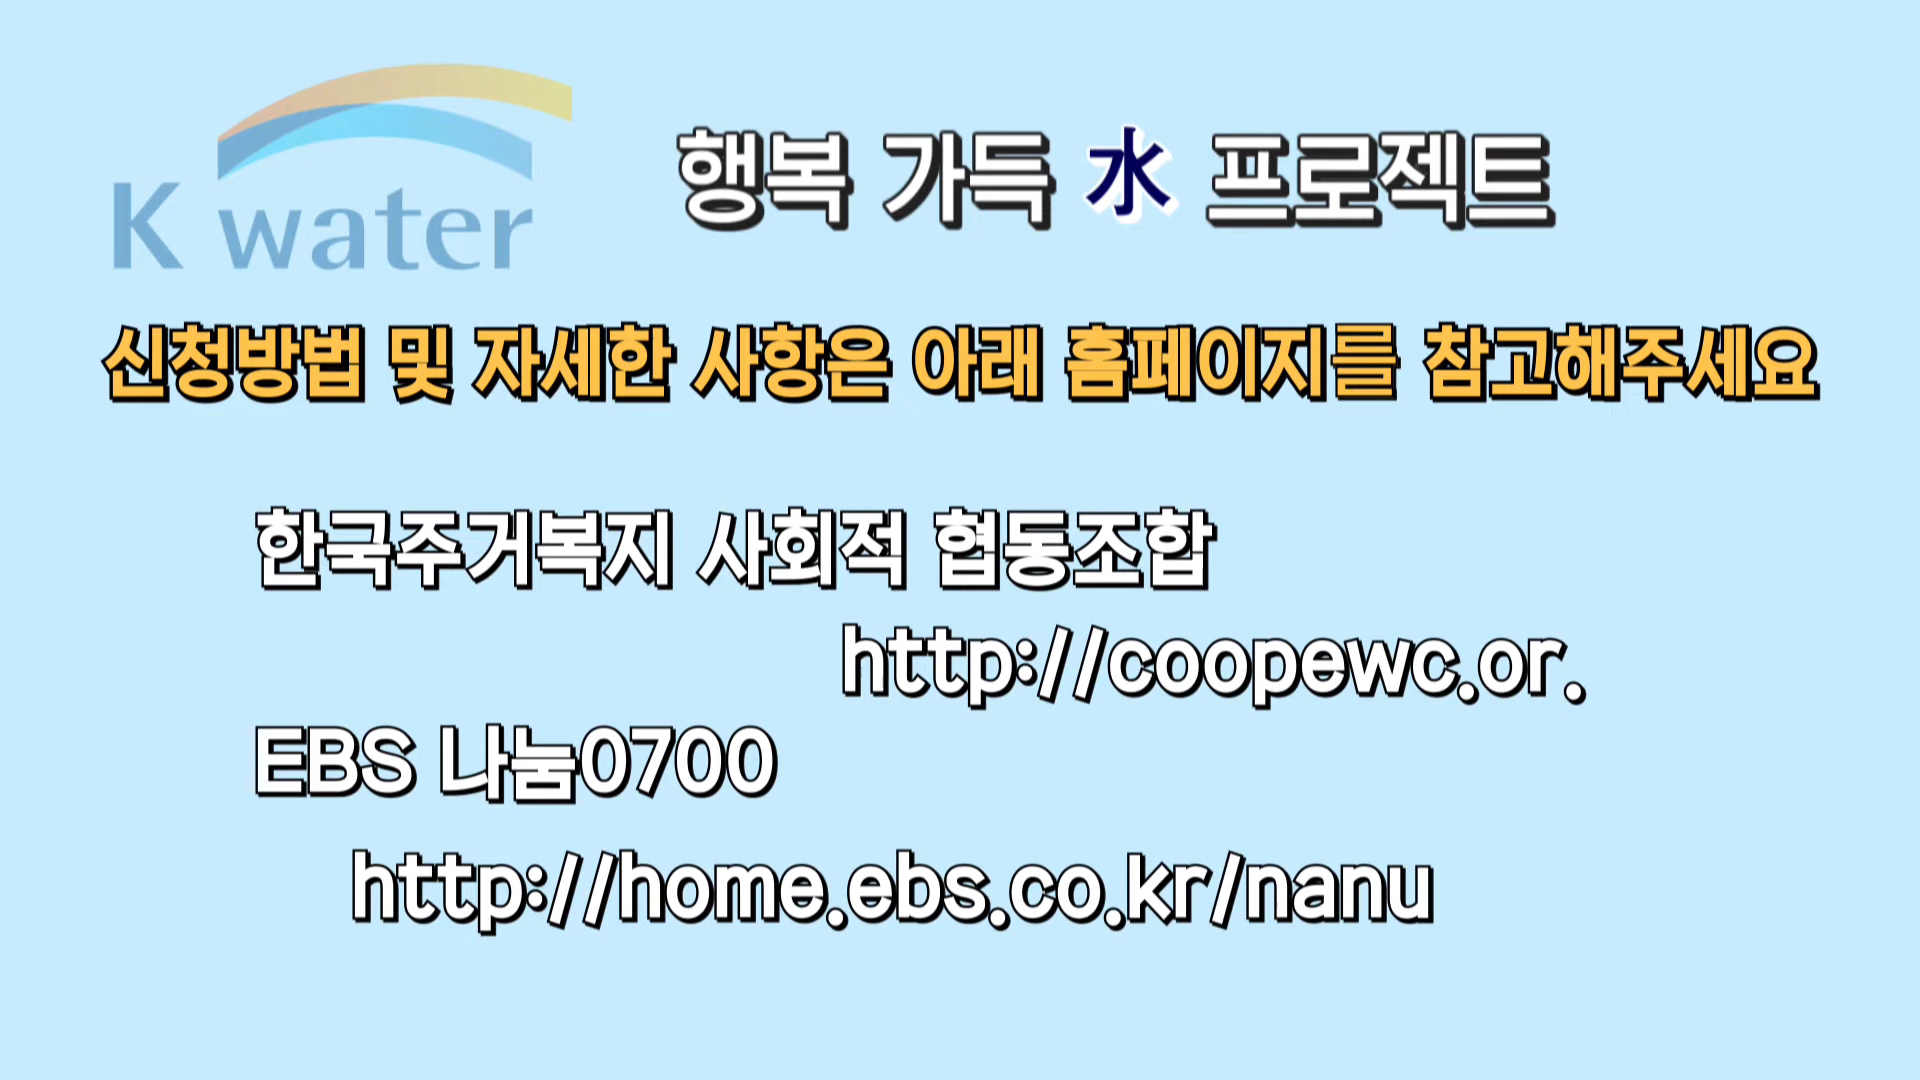 K water
행복 가득 水 프로젝트
신청방법 및 자세한 사항은 아래 홈페이지를 참고해주세요
한국주거복지 사회적 협동조합
http://coopewc.or.
EBS 나눔0700
http://home.ebs.co.kr/nanu